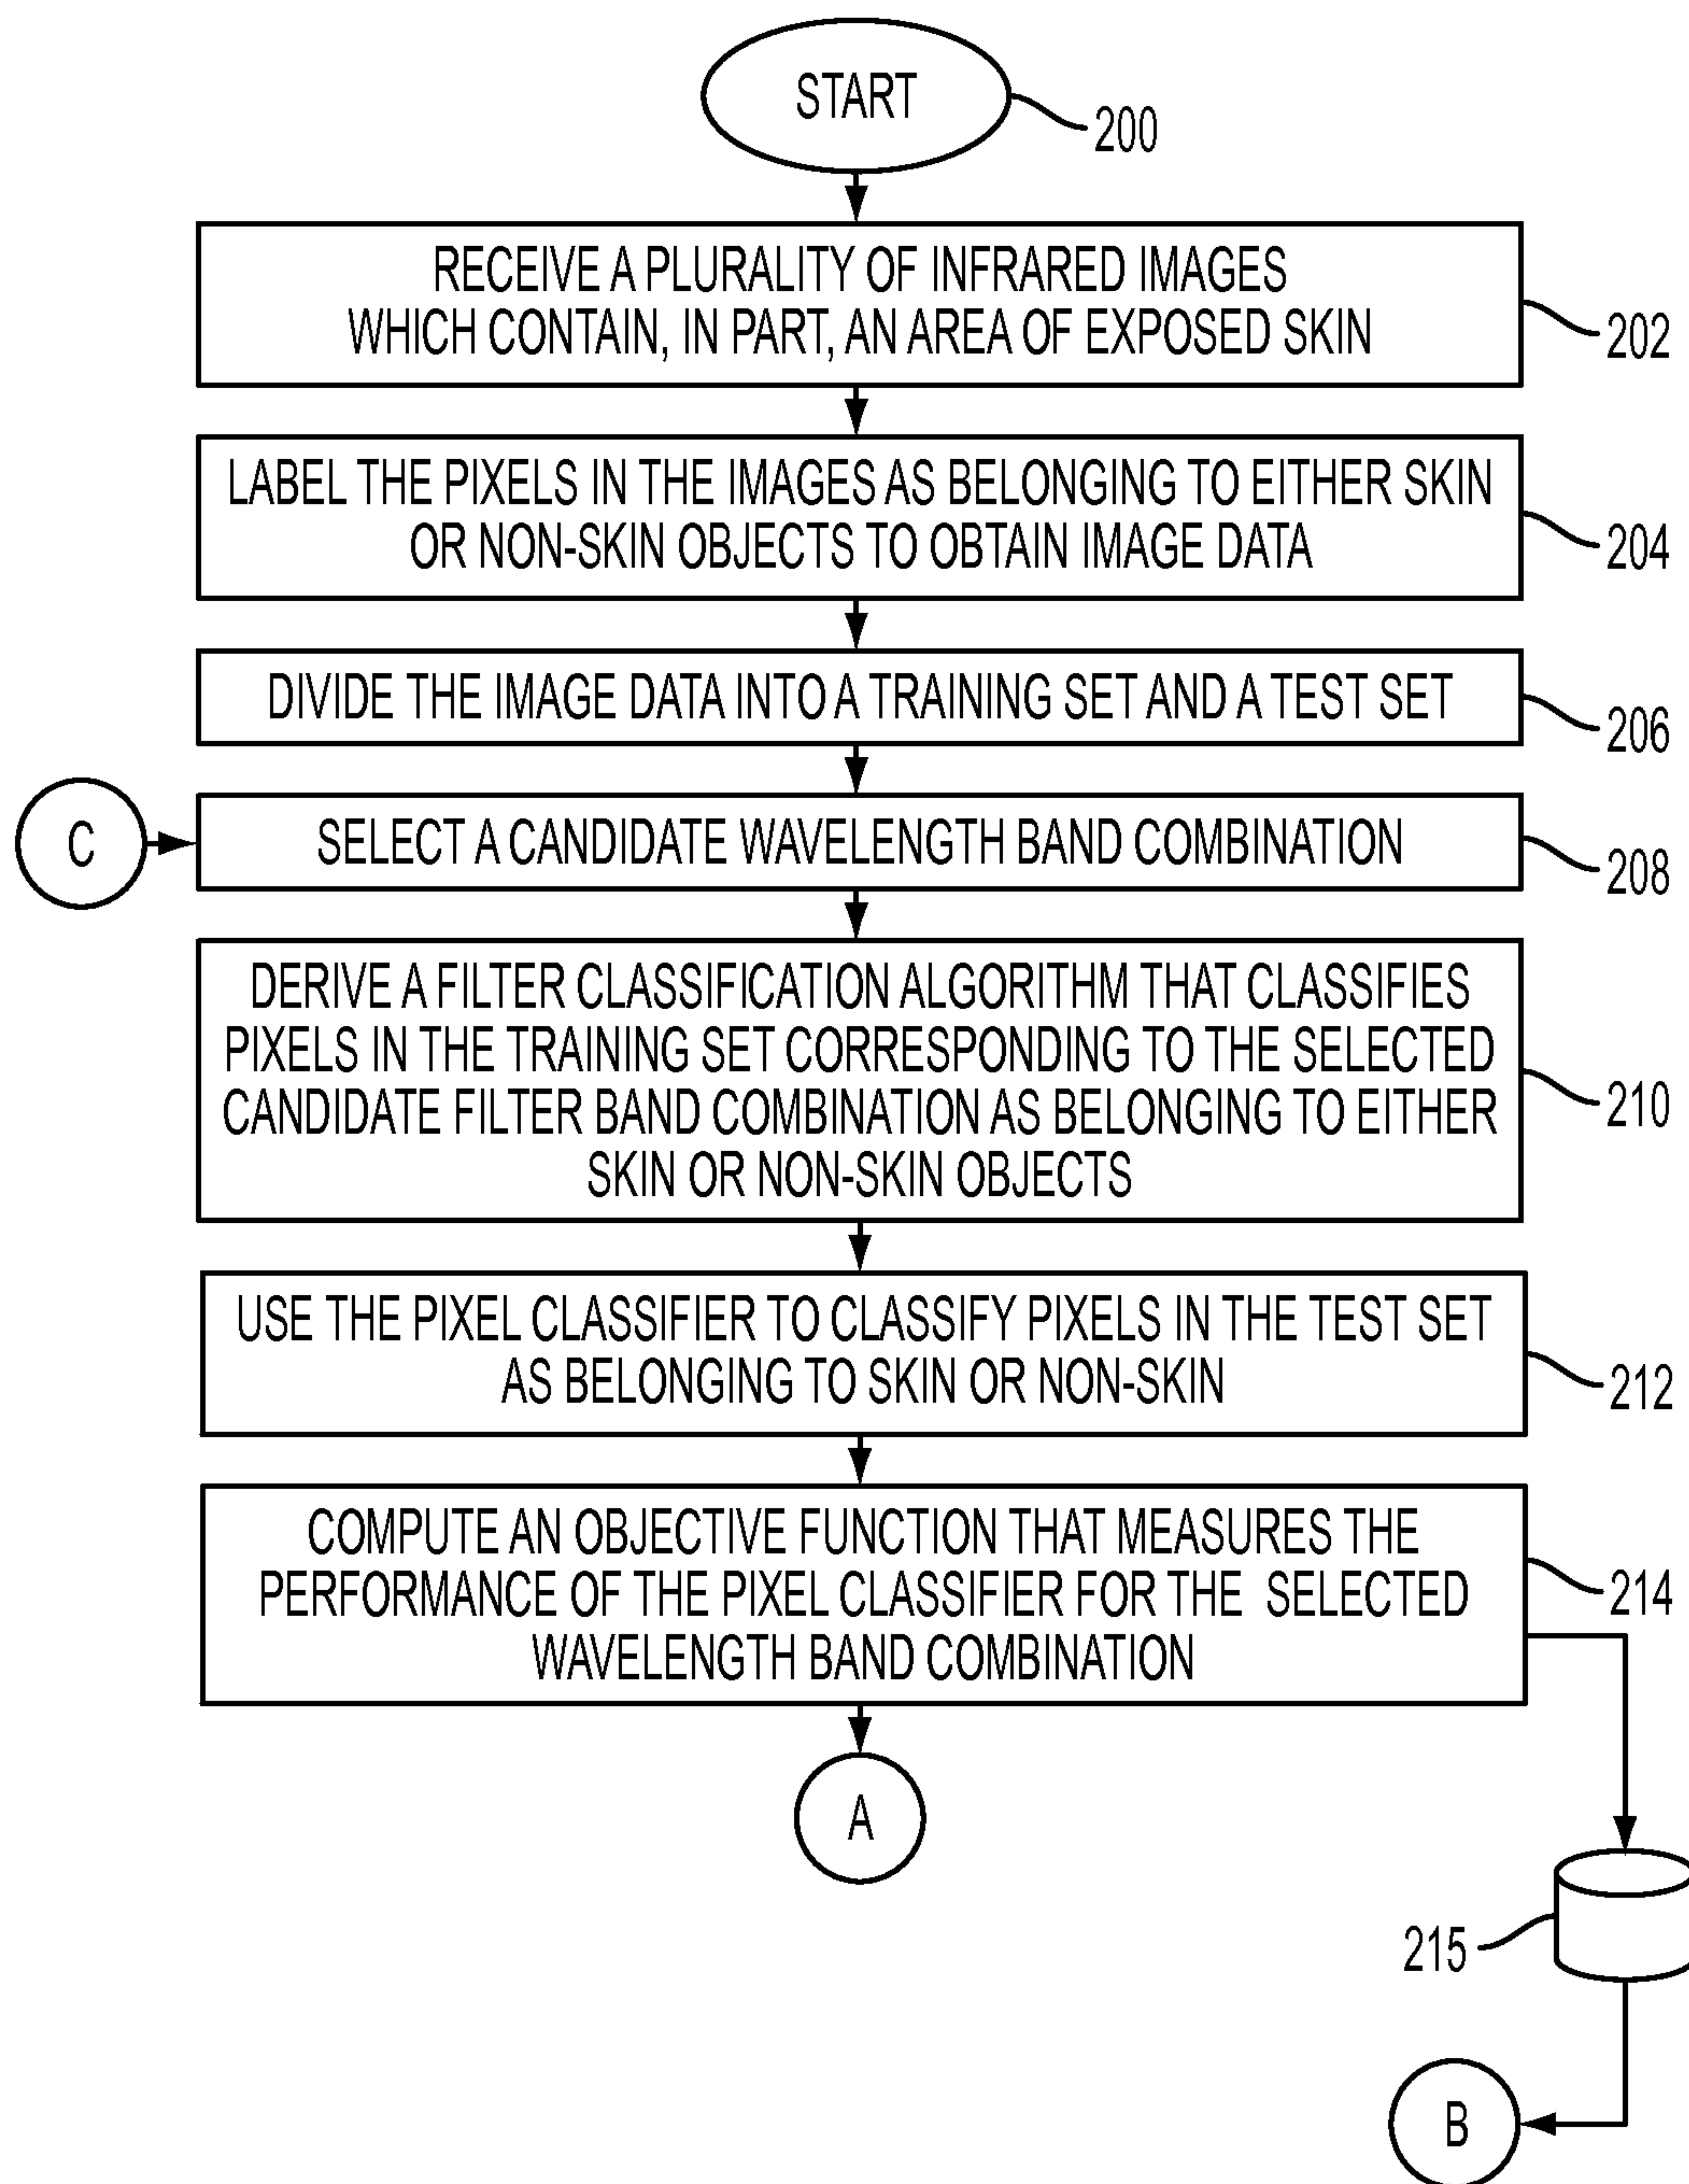 START
200
RECEIVE A PLURALITY OF INFRARED IMAGES
WHICH CONTAIN, IN PART, AN AREA OF EXPOSED SKIN
202
LABEL THE PIXELS IN THE IMAGES AS BELONGING TO EITHER SKIN
OR NON-SKIN OBJECTS TO OBTAIN IMAGE DATA
204
DIVIDE THE IMAGE DATA INTO A TRAINING SET AND A TEST SET
206
C
SELECT A CANDIDATE WAVELENGTH BAND COMBINATION
208
DERIVE A FILTER CLASSIFICATION ALGORITHM THAT CLASSIFIES
PIXELS IN THE TRAINING SET CORRESPONDING TO THE SELECTED
CANDIDATE FILTER BAND COMBINATION AS BELONGING TO EITHER
SKIN OR NON-SKIN OBJECTS
210
USE THE PIXEL CLASSIFIER TO CLASSIFY PIXELS IN THE TEST SET
AS BELONGING TO SKIN OR NON-SKIN
212
COMPUTE AN OBJECTIVE FUNCTION THAT MEASURES THE
PERFORMANCE OF THE PIXEL CLASSIFIER FOR THE SELECTED
WAVELENGTH BAND COMBINATION
214
A
215
B